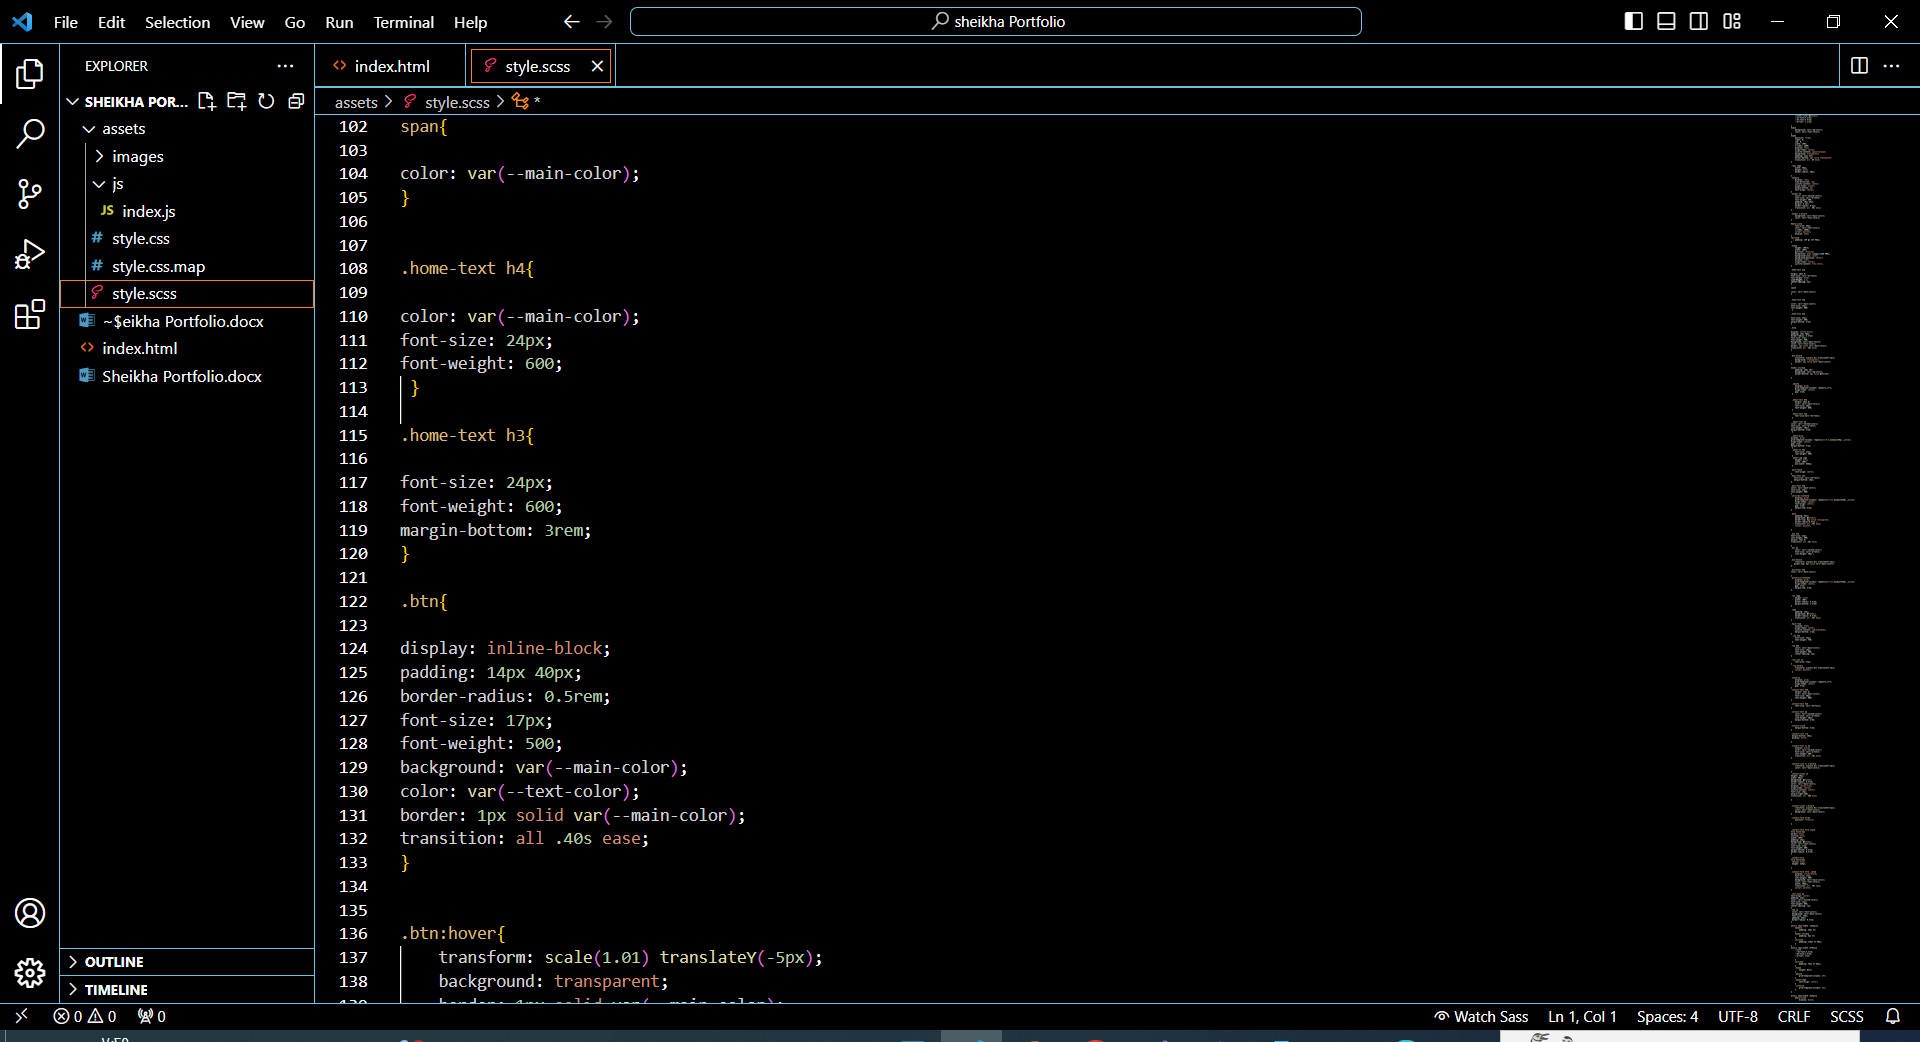 File Edit Selection View Go Run Terminal Help
sheikha Portfolio
EXPLORER
SHEIKHA POR...
assets
images
js
JS index.js
# style.css
# style.css.map
style.scss
~$eikha Portfolio.docx
<> index.html
Sheikha Portfolio.docx
OUTLINE
TIMELINE
<> index.html
style.scss
assets > style.scss > *
102 span{
103
104 color: var(--main-color);
105 }
106
107
108 .home-text h4{
109
110 color: var(--main-color);
111 font-size: 24px;
112 font-weight: 600;
113 }
114
115 .home-text h3{
116
117 font-size: 24px;
118 font-weight: 600;
119 margin-bottom: 3rem;
120 }
121
122 .btn{
123
124 display: inline-block;
125 padding: 14px 40px;
126 border-radius: 0.5rem;
127 font-size: 17px;
128 font-weight: 500;
129 background: var(--main-color);
130 color: var(--text-color);
131 border: 1px solid var(--main-color);
132 transition: all .40s ease;
133 }
134
135
136 .btn:hover{
137 transform: scale(1.01) translateY(-5px);
138 background: transparent;
139 border: 1px solid var(--main-color);
0 0 0
Watch Sass Ln 1, Col 1 Spaces: 4 UTF-8 CRLF SCSS